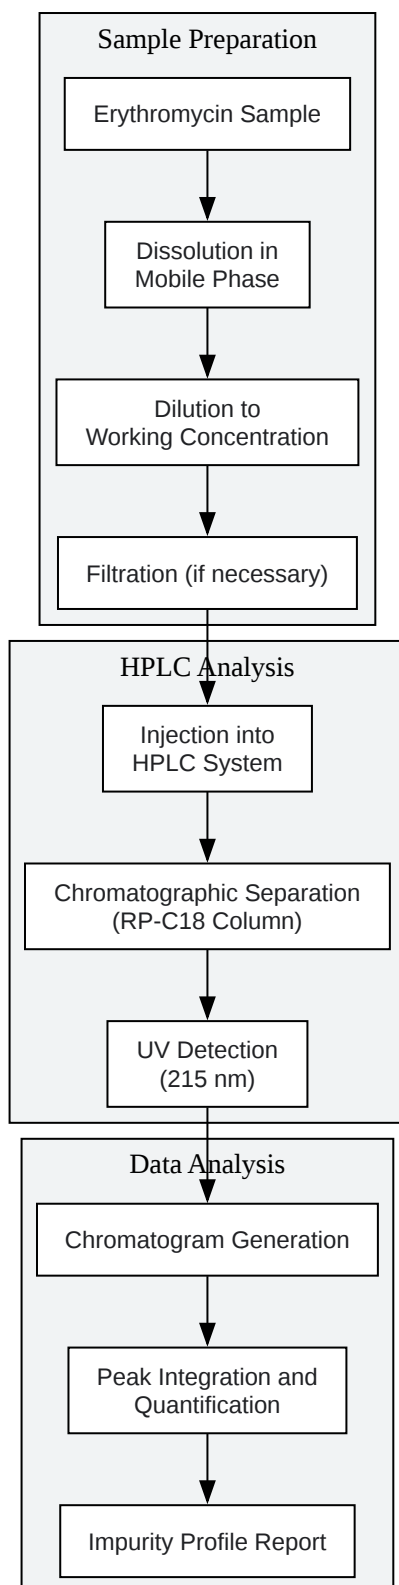 Sample Preparation
Erythromycin Sample
Dissolution in
Mobile Phase
Dilution to
Working Concentration
Filtration (if necessary)
HPLC Analysis
Injection into
HPLC System
Chromatographic Separation
(RP-C18 Column)
UV Detection
(215 nm)
Data Analysis
Chromatogram Generation
Peak Integration and
Quantification
Impurity Profile Report